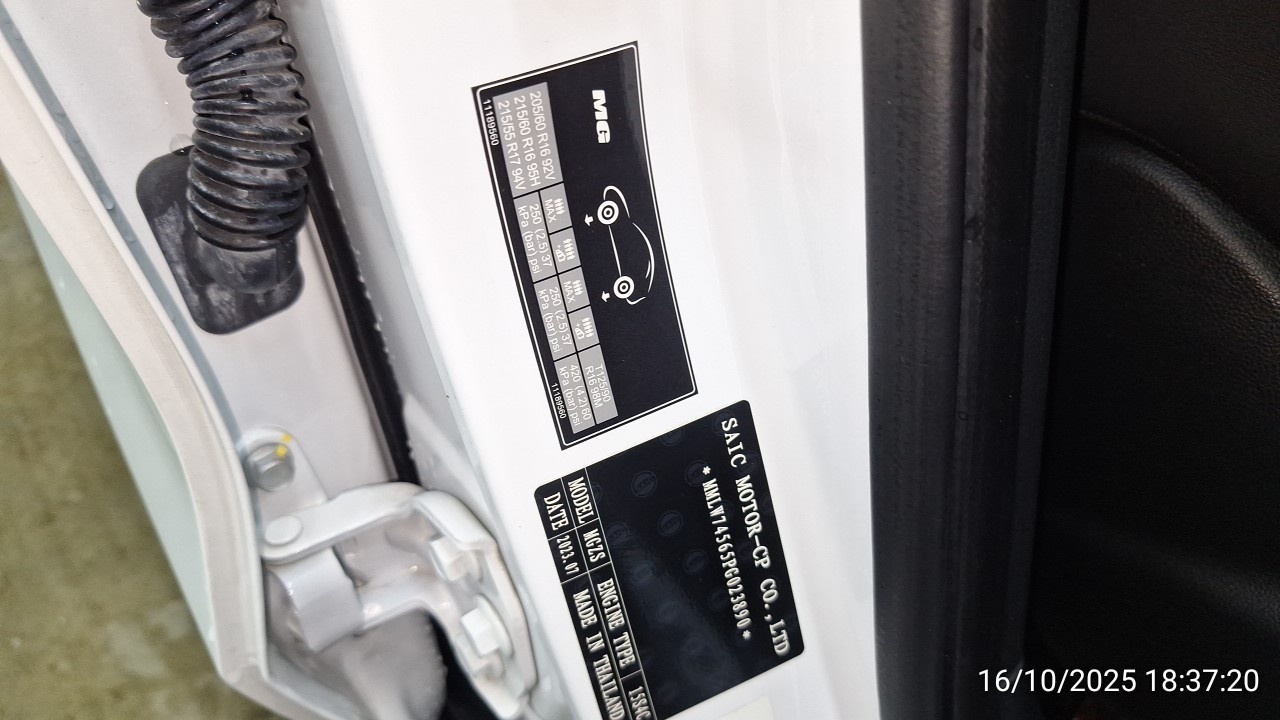 MG
205/60 R16 92V
215/60 R16 95H
215/55 R17 94V
11189560
MAX
MAX
T125/90
R16 98M
250 (2.5) 37
kPa (bar) psi
250 (2.5) 37
kPa (bar) psi
420 (4.2) 60
kPa (bar) psi
11189560
SAIC MOTOR-CP CO.,LTD
*MMLW74565PG023890*
MODEL MGZS ENGINE TYPE 15S4C
DATE 2023.07 MADE IN THAILAND
16/10/2025 18:37:20